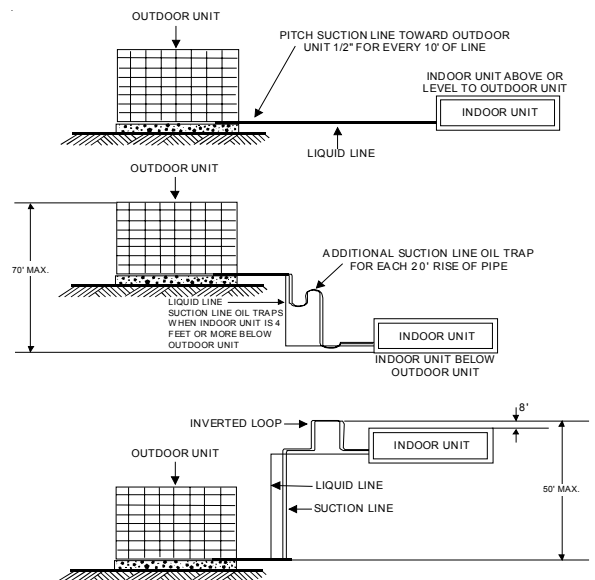 OUTDOOR UNIT
PITCH SUCTION LINE TOWARD OUTDOOR
UNIT 1/2" FOR EVERY 10' OF LINE
INDOOR UNIT ABOVE OR
LEVEL TO OUTDOOR UNIT
INDOOR UNIT
LIQUID LINE
OUTDOOR UNIT
70' MAX.
ADDITIONAL SUCTION LINE OIL TRAP
FOR EACH 20' RISE OF PIPE
LIQUID LINE
SUCTION LINE OIL TRAPS
WHEN INDOOR UNIT IS 4
FEET OR MORE BELOW
OUTDOOR UNIT
INDOOR UNIT
INDOOR UNIT BELOW
OUTDOOR UNIT
8'
INVERTED LOOP
INDOOR UNIT
OUTDOOR UNIT
LIQUID LINE
50' MAX.
SUCTION LINE